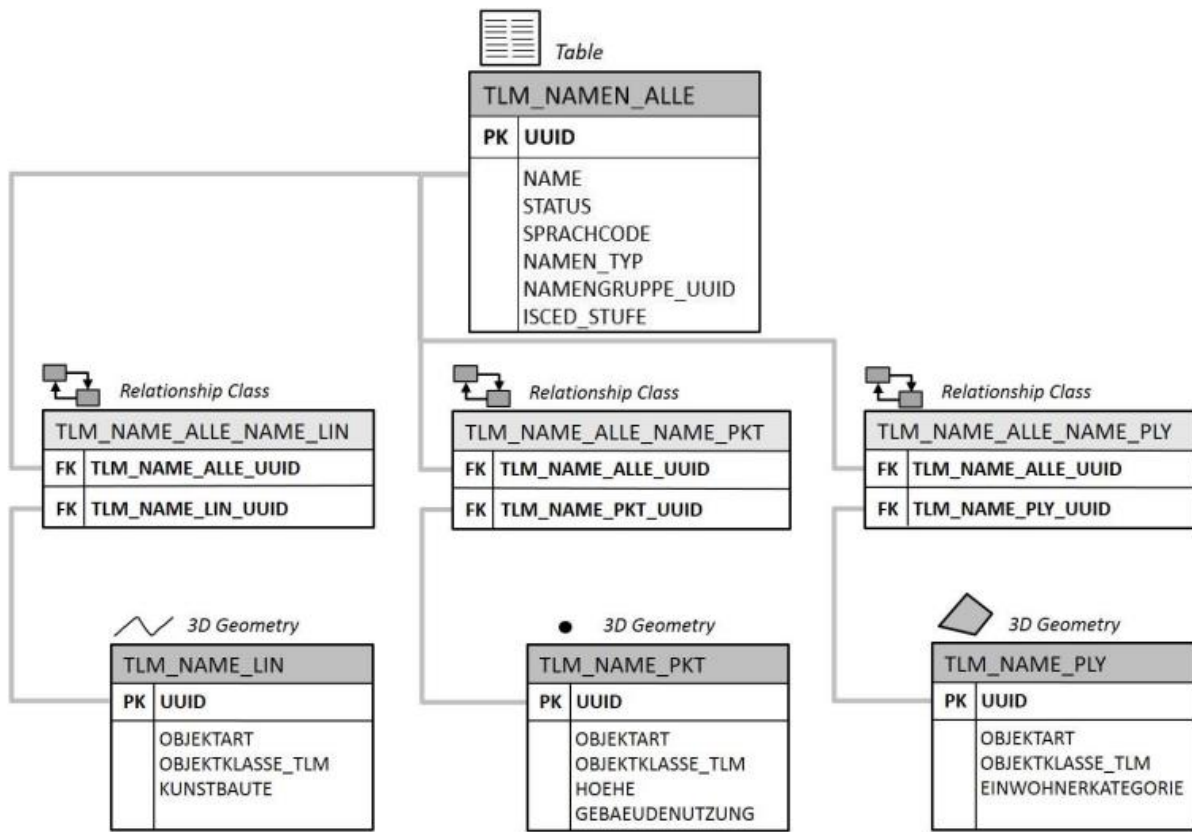 Table
TLM_NAMEN_ALLE
PK UUID
NAME
STATUS
SPRACHCODE
NAMEN_TYP
NAMENGRUPPE_UUID
ISCED_STUFE
Relationship Class
TLM_NAME_ALLE_NAME_LIN
FK TLM_NAME_ALLE_UUID
FK TLM_NAME_LIN_UUID
Relationship Class
TLM_NAME_ALLE_NAME_PKT
FK TLM_NAME_ALLE_UUID
FK TLM_NAME_PKT_UUID
Relationship Class
TLM_NAME_ALLE_NAME_PLY
FK TLM_NAME_ALLE_UUID
FK TLM_NAME_PLY_UUID
3D Geometry
TLM_NAME_LIN
PK UUID
OBJEKTART
OBJEKTKLASSE_TLM
KUNSTBAUTE
3D Geometry
TLM_NAME_PKT
PK UUID
OBJEKTART
OBJEKTKLASSE_TLM
HOEHE
GEBAEUDENUTZUNG
3D Geometry
TLM_NAME_PLY
PK UUID
OBJEKTART
OBJEKTKLASSE_TLM
EINWOHNERKATEGORIE